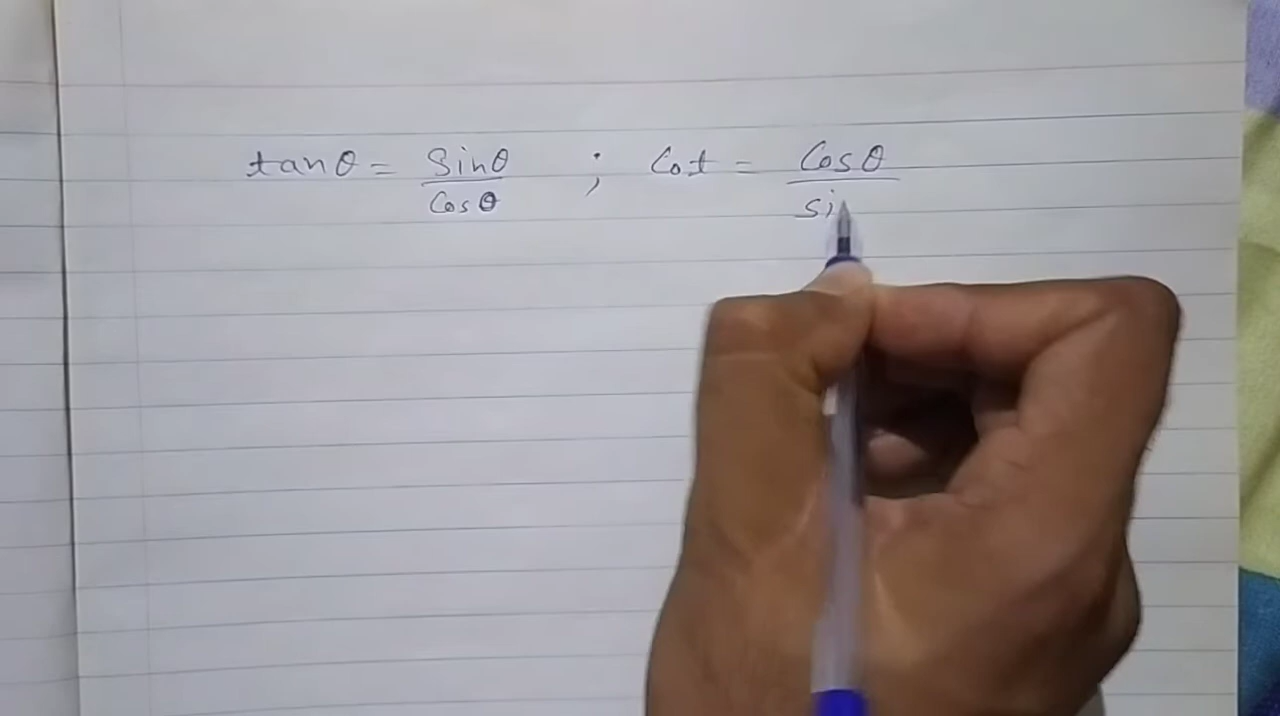 tanθ = Sinθ/Cosθ ; Cot = Cosθ/si